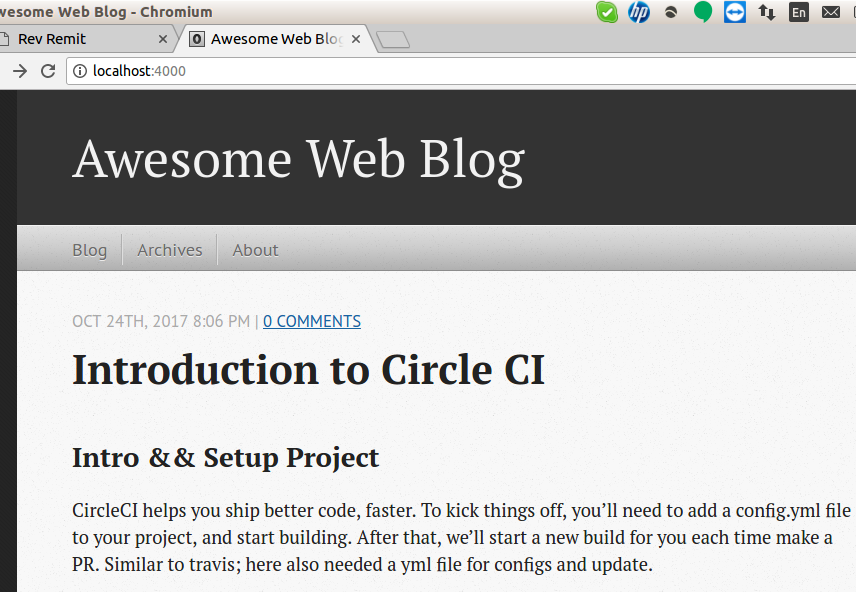 wesome Web Blog - Chromium
hp
En
Rev Remit
Awesome Web Blo
localhost:4000
Awesome Web Blog
Blog
Archives
About
OCT 24TH, 2017 8:06 PM | 0 COMMENTS
Introduction to Circle CI
Intro && Setup Project
CircleCI helps you ship better code, faster. To kick things off, you’ll need to add a config.yml file
to your project, and start building. After that, we’ll start a new build for you each time make a
PR. Similar to travis; here also needed a yml file for configs and update.